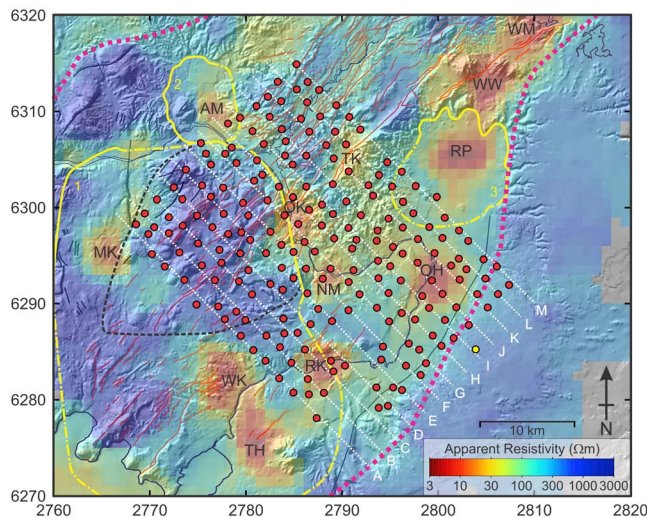 6320
6310
6300
6290
6280
6270
2760
2770
2780
2790
2800
2810
2820
WM
WW
2
AM
RP
TK
1
3
OK
MK
OH
NM
RK
WK
TH
M
L
K
J
I
H
G
F
E
D
C
B
A
10 km
N
Apparent Resistivity (Ωm)
3
10
30
100
300
1000
3000